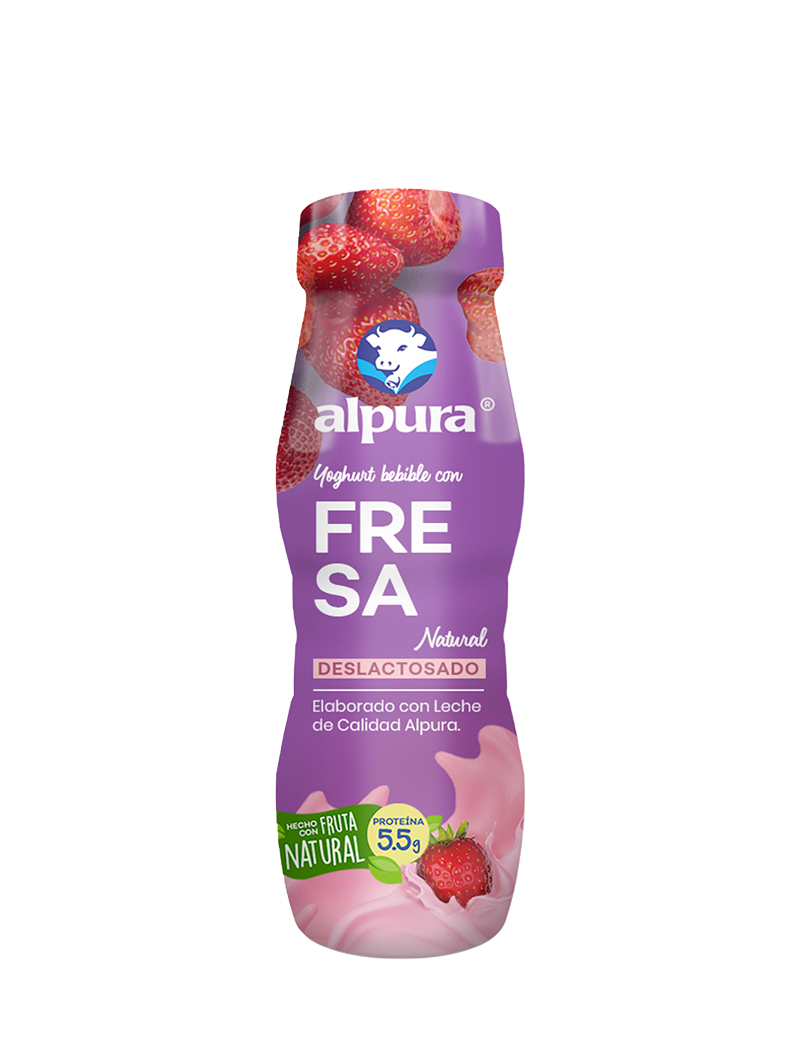 alpura®
Yoghurt bebible con
FRE
SA
Natural
DESLACTOSADO
Elaborado con Leche
de Calidad Alpura.
HECHO
CON FRUTA
NATURAL
PROTEÍNA
5.5g